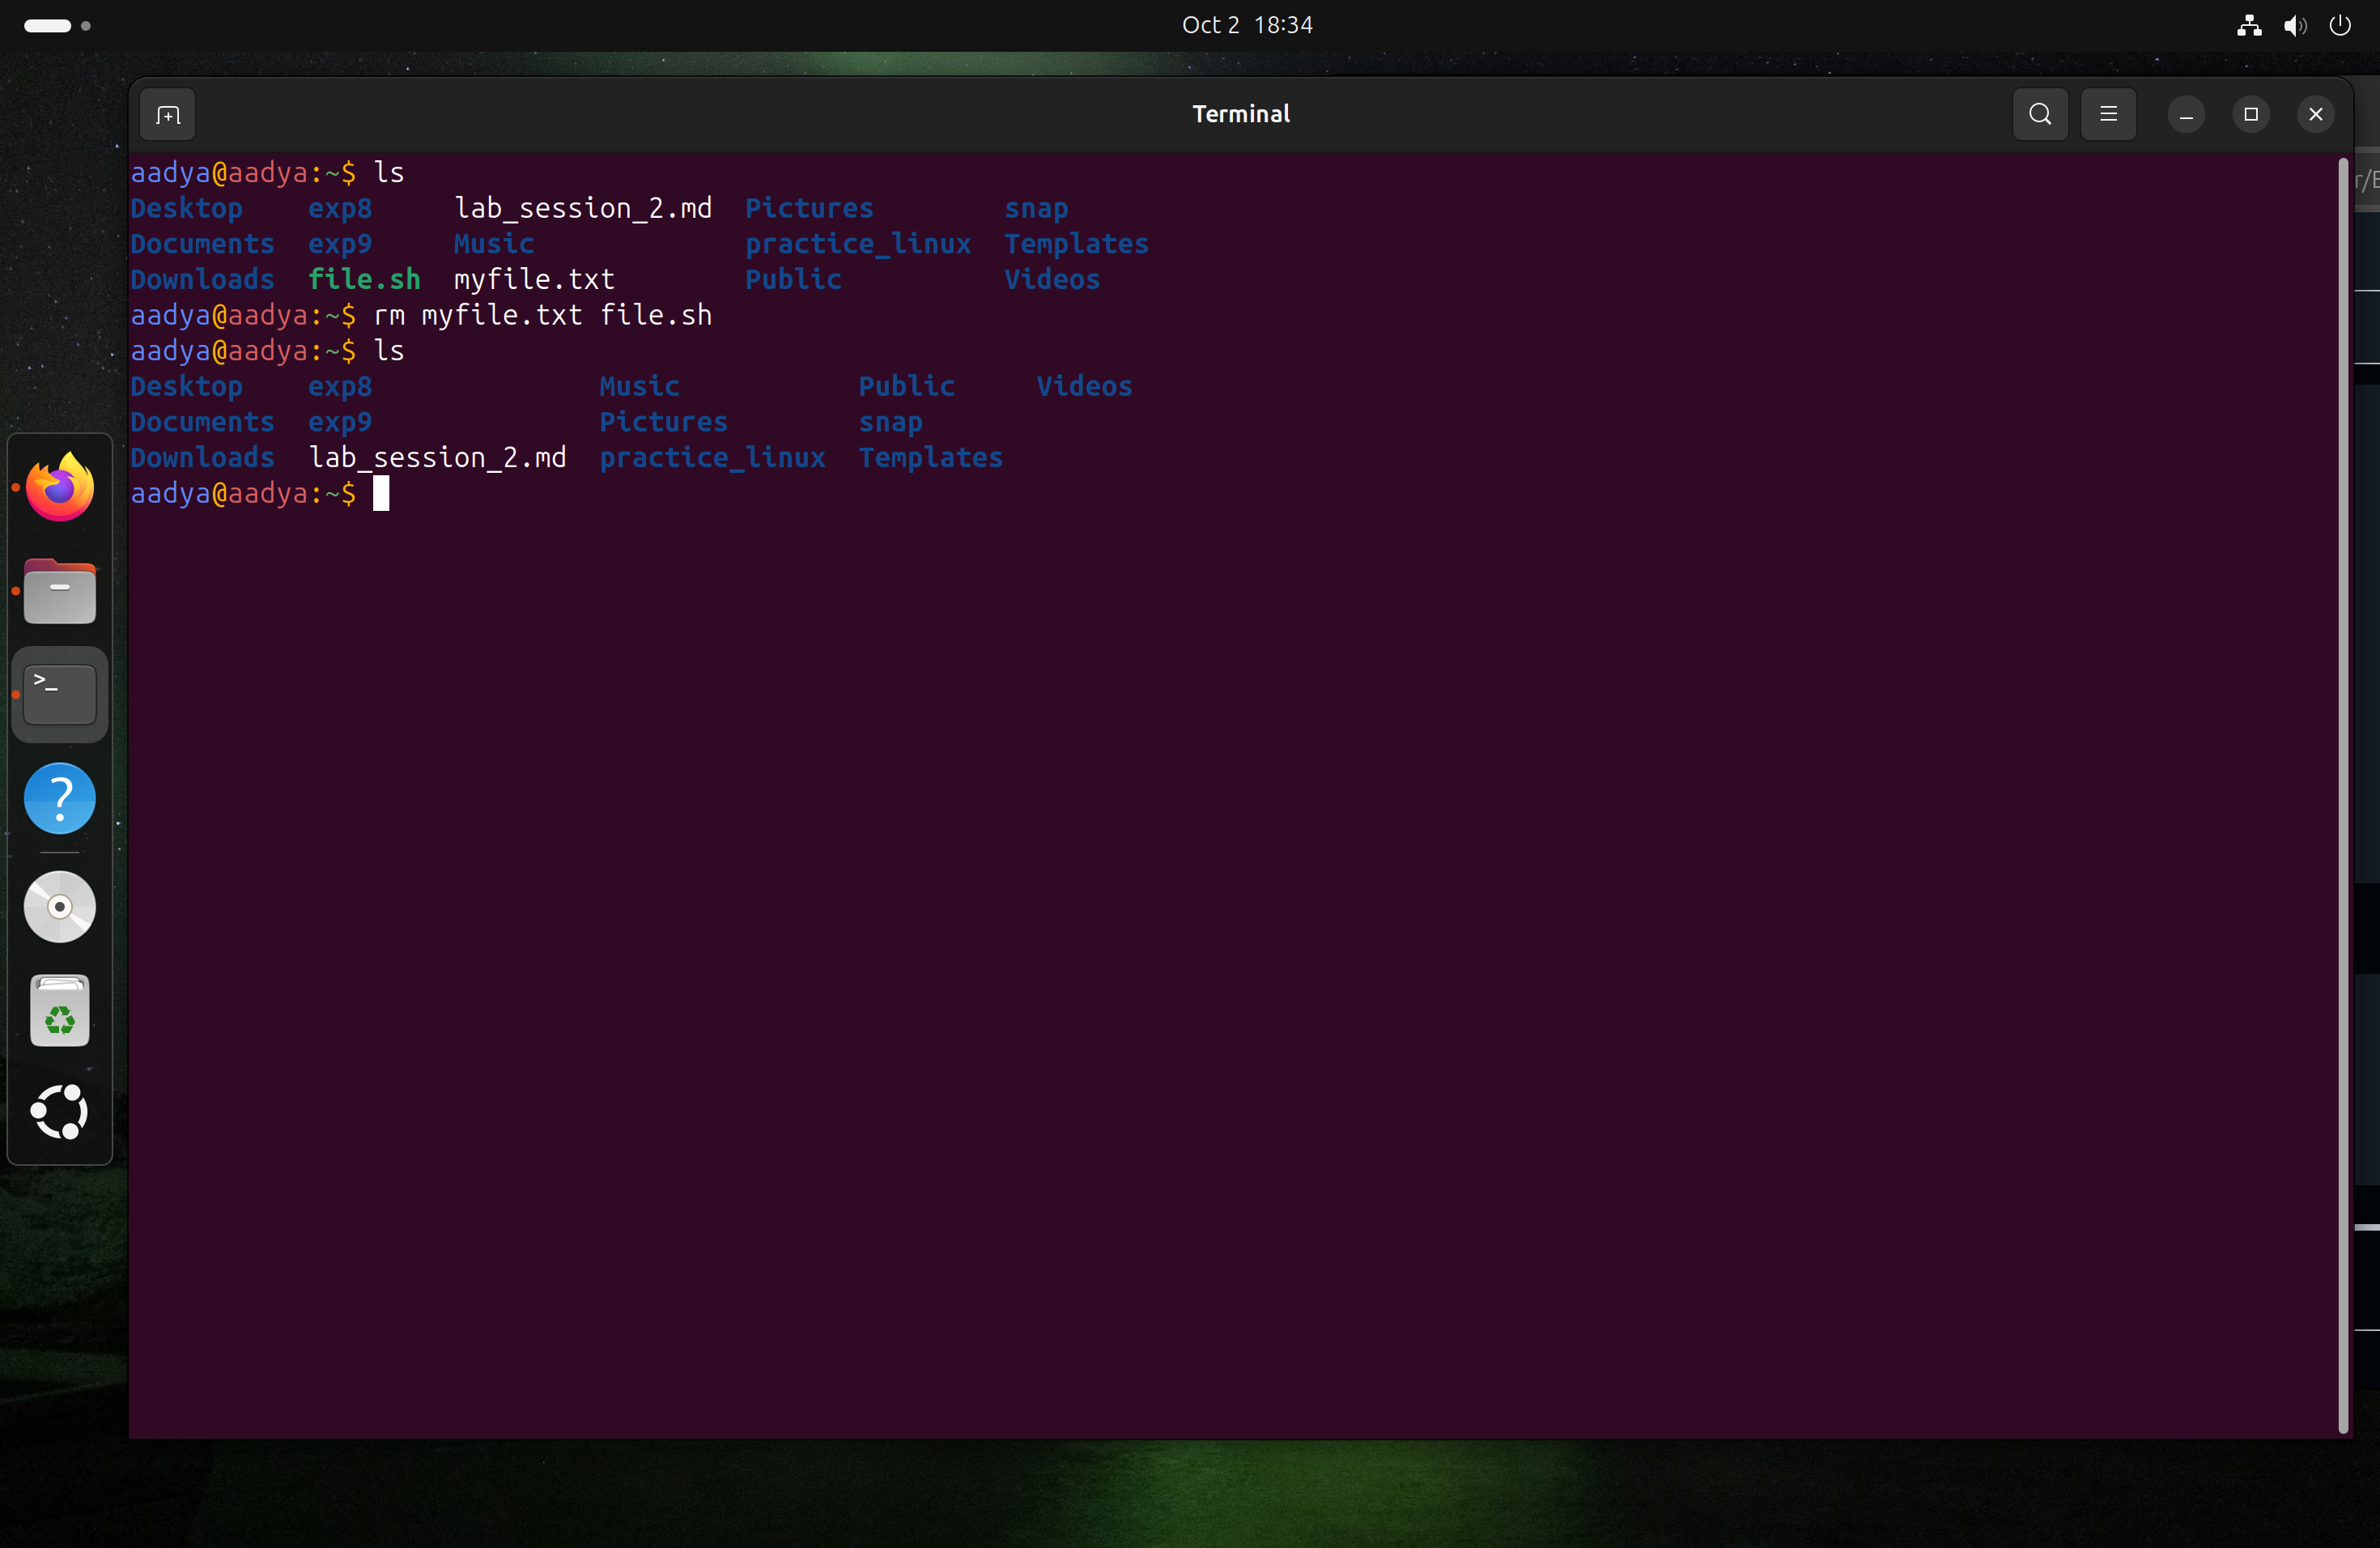 Oct 2 18:34
Terminal
aadya@aadya:~$ ls
Desktop exp8 lab_session_2.md Pictures snap
Documents exp9 Music practice_linux Templates
Downloads file.sh myfile.txt Public Videos
aadya@aadya:~$ rm myfile.txt file.sh
aadya@aadya:~$ ls
Desktop exp8 Music Public Videos
Documents exp9 Pictures snap
Downloads lab_session_2.md practice_linux Templates
aadya@aadya:~$